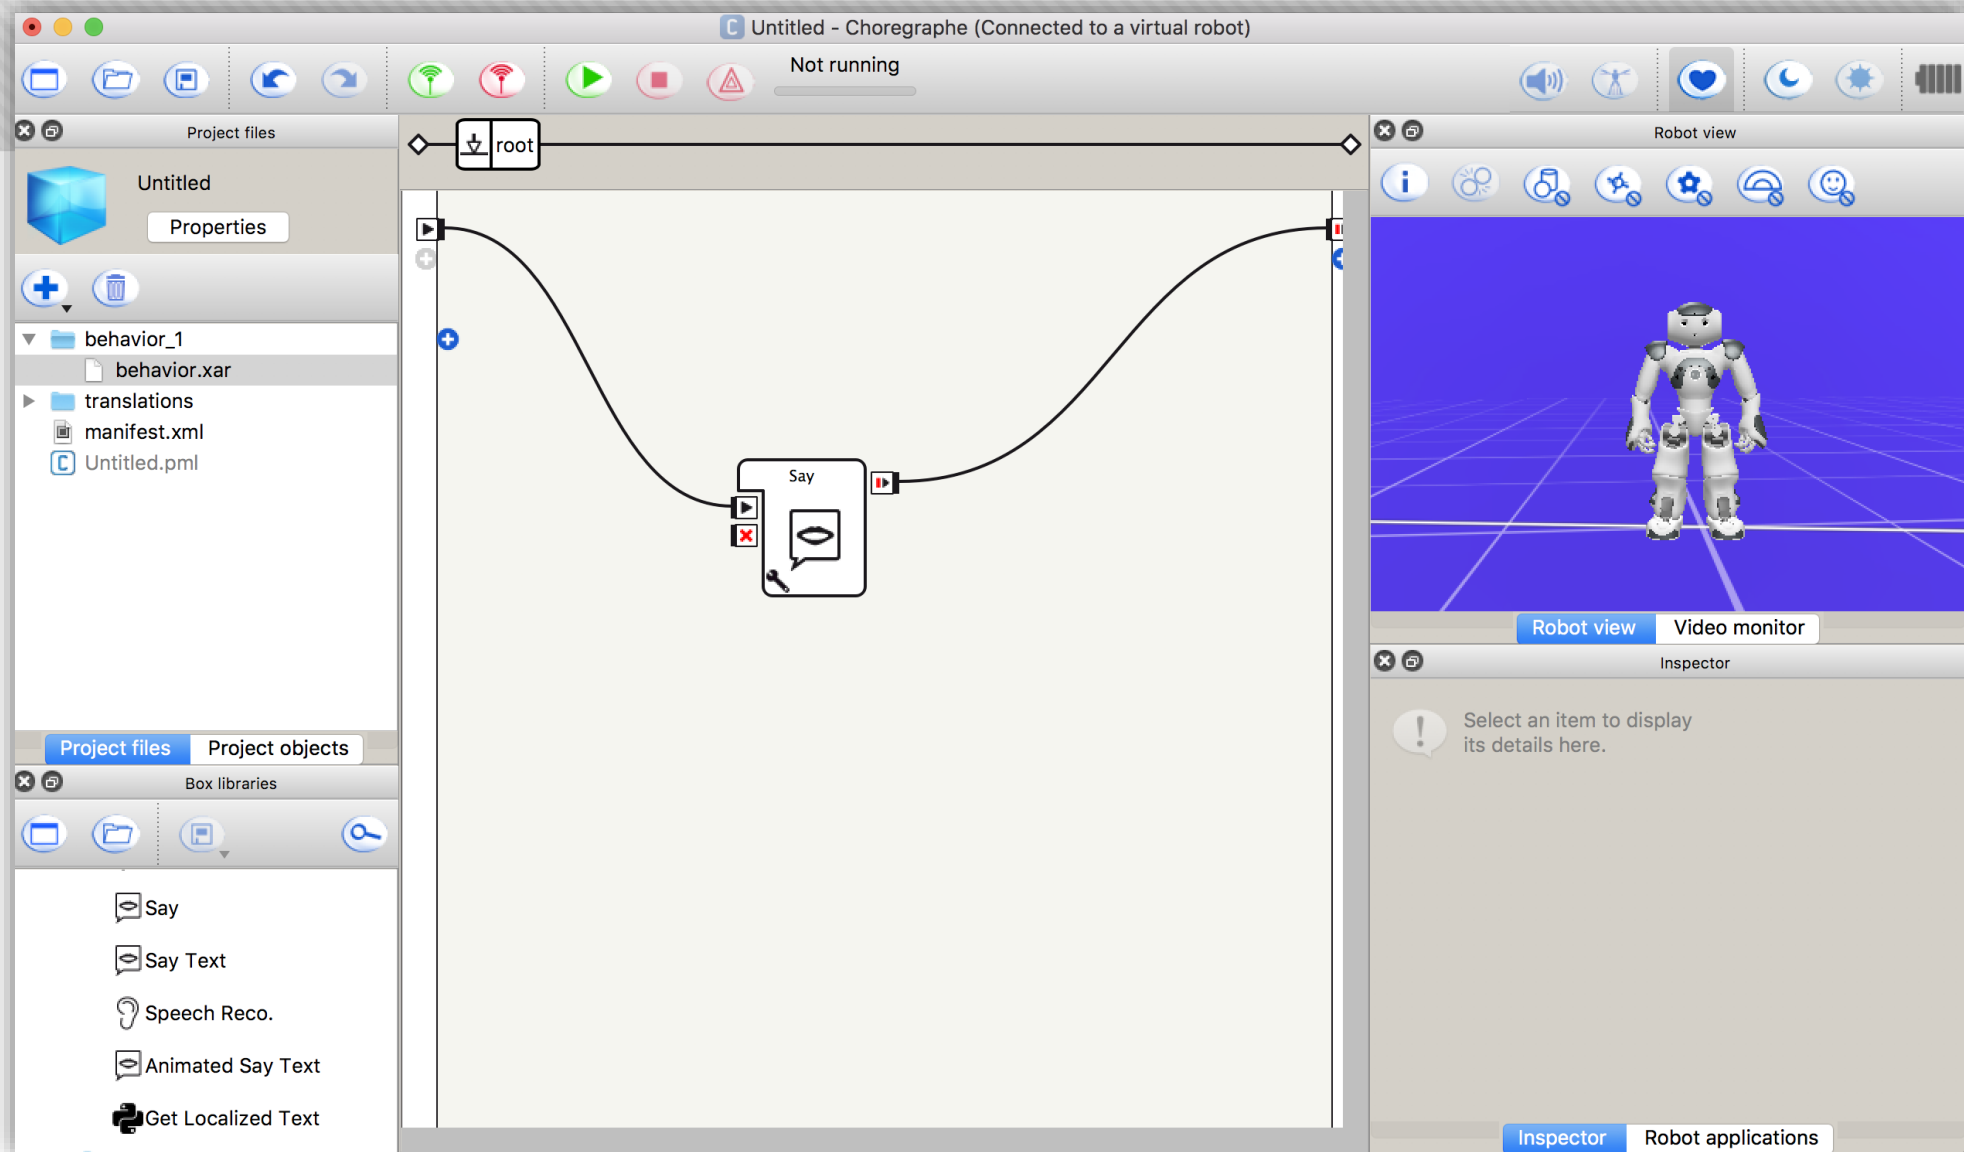 Untitled - Choregraphe (Connected to a virtual robot)
Not running
Project files
Untitled
Properties
behavior_1
behavior.xar
translations
manifest.xml
Untitled.pml
Project files
Project objects
Box libraries
Say
Say Text
Speech Reco.
Animated Say Text
Get Localized Text
root
Say
Robot view
Robot view
Video monitor
Inspector
Select an item to display
its details here.
Inspector
Robot applications